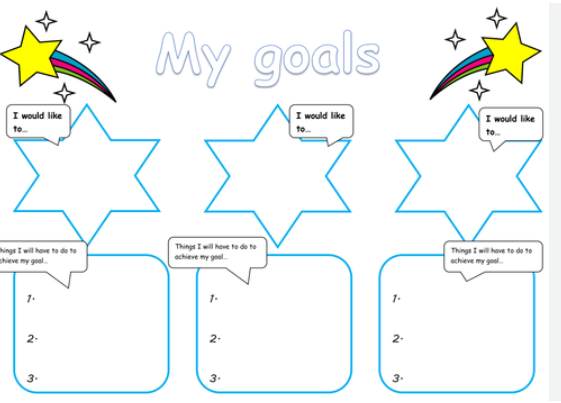 My goals
I would like
to...
I would like
to...
I would like
to...
hings I will have to do to
chieve my goal...
1.
2.
3.
Things I will have to do to
achieve my goal...
1.
2.
3.
Things I will have to do to
achieve my goal...
1.
2.
3.